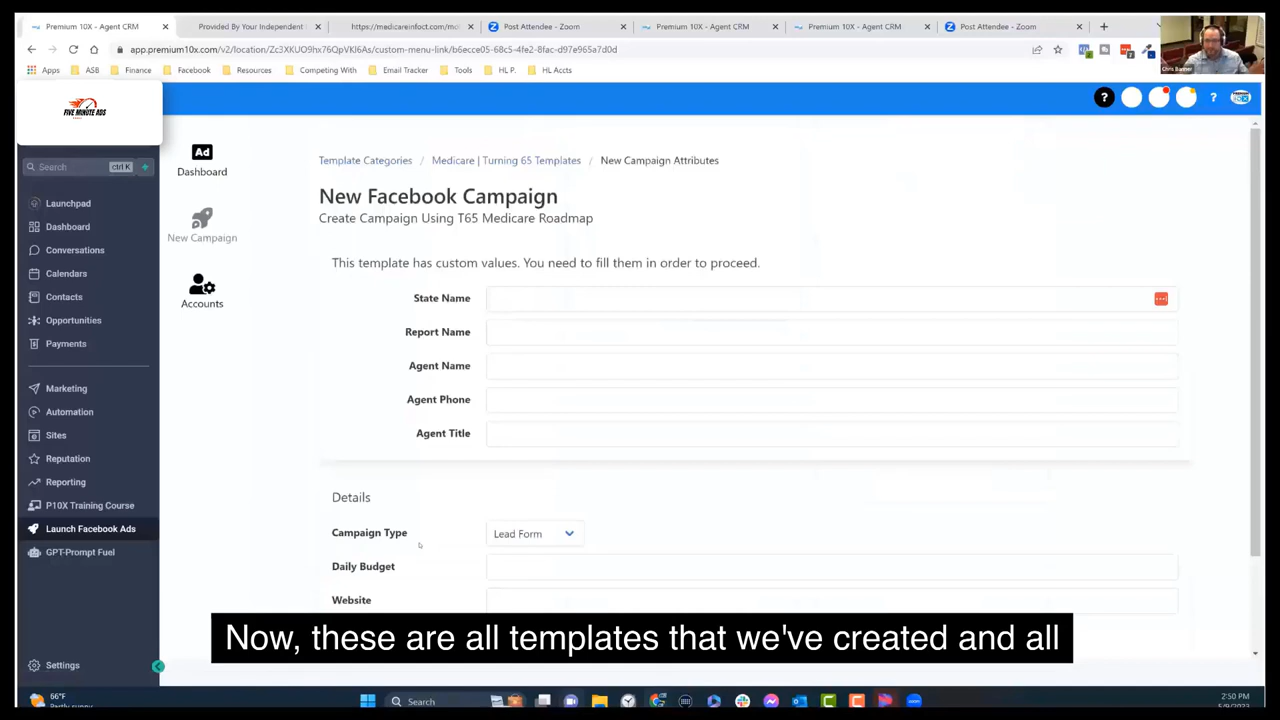 Premium 10X - Agent CRM
Provided By Your Independent
https://medicareinfoct.com/mo
Post Attendee - Zoom
Premium 10X - Agent CRM
Premium 10X - Agent CRM
Post Attendee - Zoom
app.premium10x.com/v2/location/Zc3XKUO9hx76QpVKI6As/custom-menu-link/b6ecce05-68c5-4fe2-8fac-d97e965a7d0d
Apps
ASB
Finance
Facebook
Resources
Competing With
Email Tracker
Tools
HL P.
HL Accts
Chris Banner
FIVE MINUTE ADS
Search
ctrl K
Launchpad
Dashboard
Conversations
Calendars
Contacts
Opportunities
Payments
Marketing
Automation
Sites
Reputation
Reporting
P10X Training Course
Launch Facebook Ads
GPT-Prompt Fuel
Settings
Ad
Dashboard
New Campaign
Accounts
Template Categories / Medicare | Turning 65 Templates / New Campaign Attributes
New Facebook Campaign
Create Campaign Using T65 Medicare Roadmap
This template has custom values. You need to fill them in order to proceed.
State Name
Report Name
Agent Name
Agent Phone
Agent Title
Details
Campaign Type
Lead Form
Daily Budget
Website
Now, these are all templates that we've created and all
66°F
Partly sunny
Search
2:50 PM